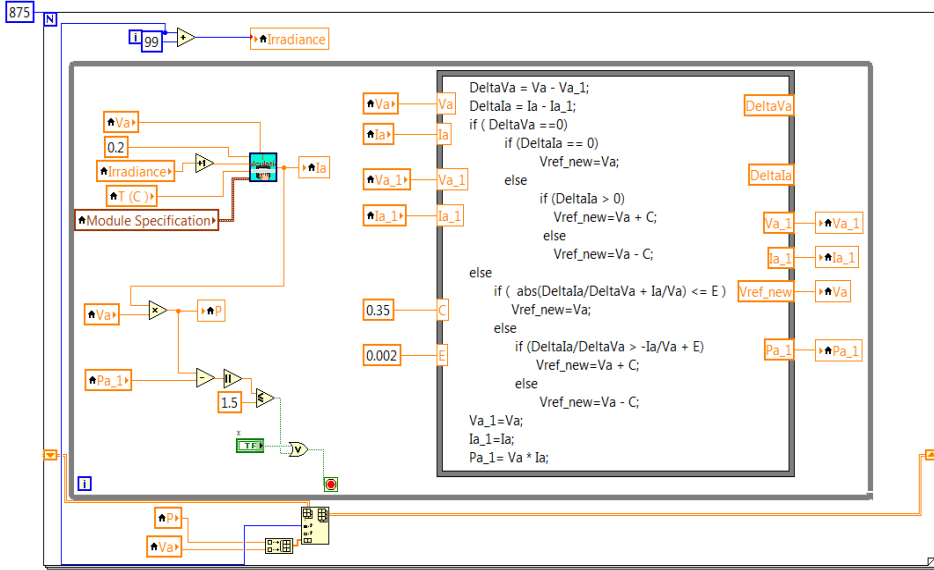 875
N
i
99
+
Irradiance
Va
0.2
Irradiance
+1
T (C )
Module Specification
Ia
Va
×
P
Pa_1
-
1.5
≤
x
TF
V
i
P
Va
Va
Va
Ia
Ia
Va_1
Va_1
Ia_1
Ia_1
0.35
C
0.002
E
DeltaVa = Va - Va_1;
DeltaIa = Ia - Ia_1;
if ( DeltaVa ==0)
if (DeltaIa == 0)
Vref_new=Va;
else
if (DeltaIa > 0)
Vref_new=Va + C;
else
Vref_new=Va - C;
else
if ( abs(DeltaIa/DeltaVa + Ia/Va) <= E )
Vref_new=Va;
else
if (DeltaIa/DeltaVa > -Ia/Va + E)
Vref_new=Va + C;
else
Vref_new=Va - C;
Va_1=Va;
Ia_1=Ia;
Pa_1= Va * Ia;
DeltaVa
DeltaIa
Va_1
Va_1
Ia_1
Ia_1
Vref_new
Va
Pa_1
Pa_1